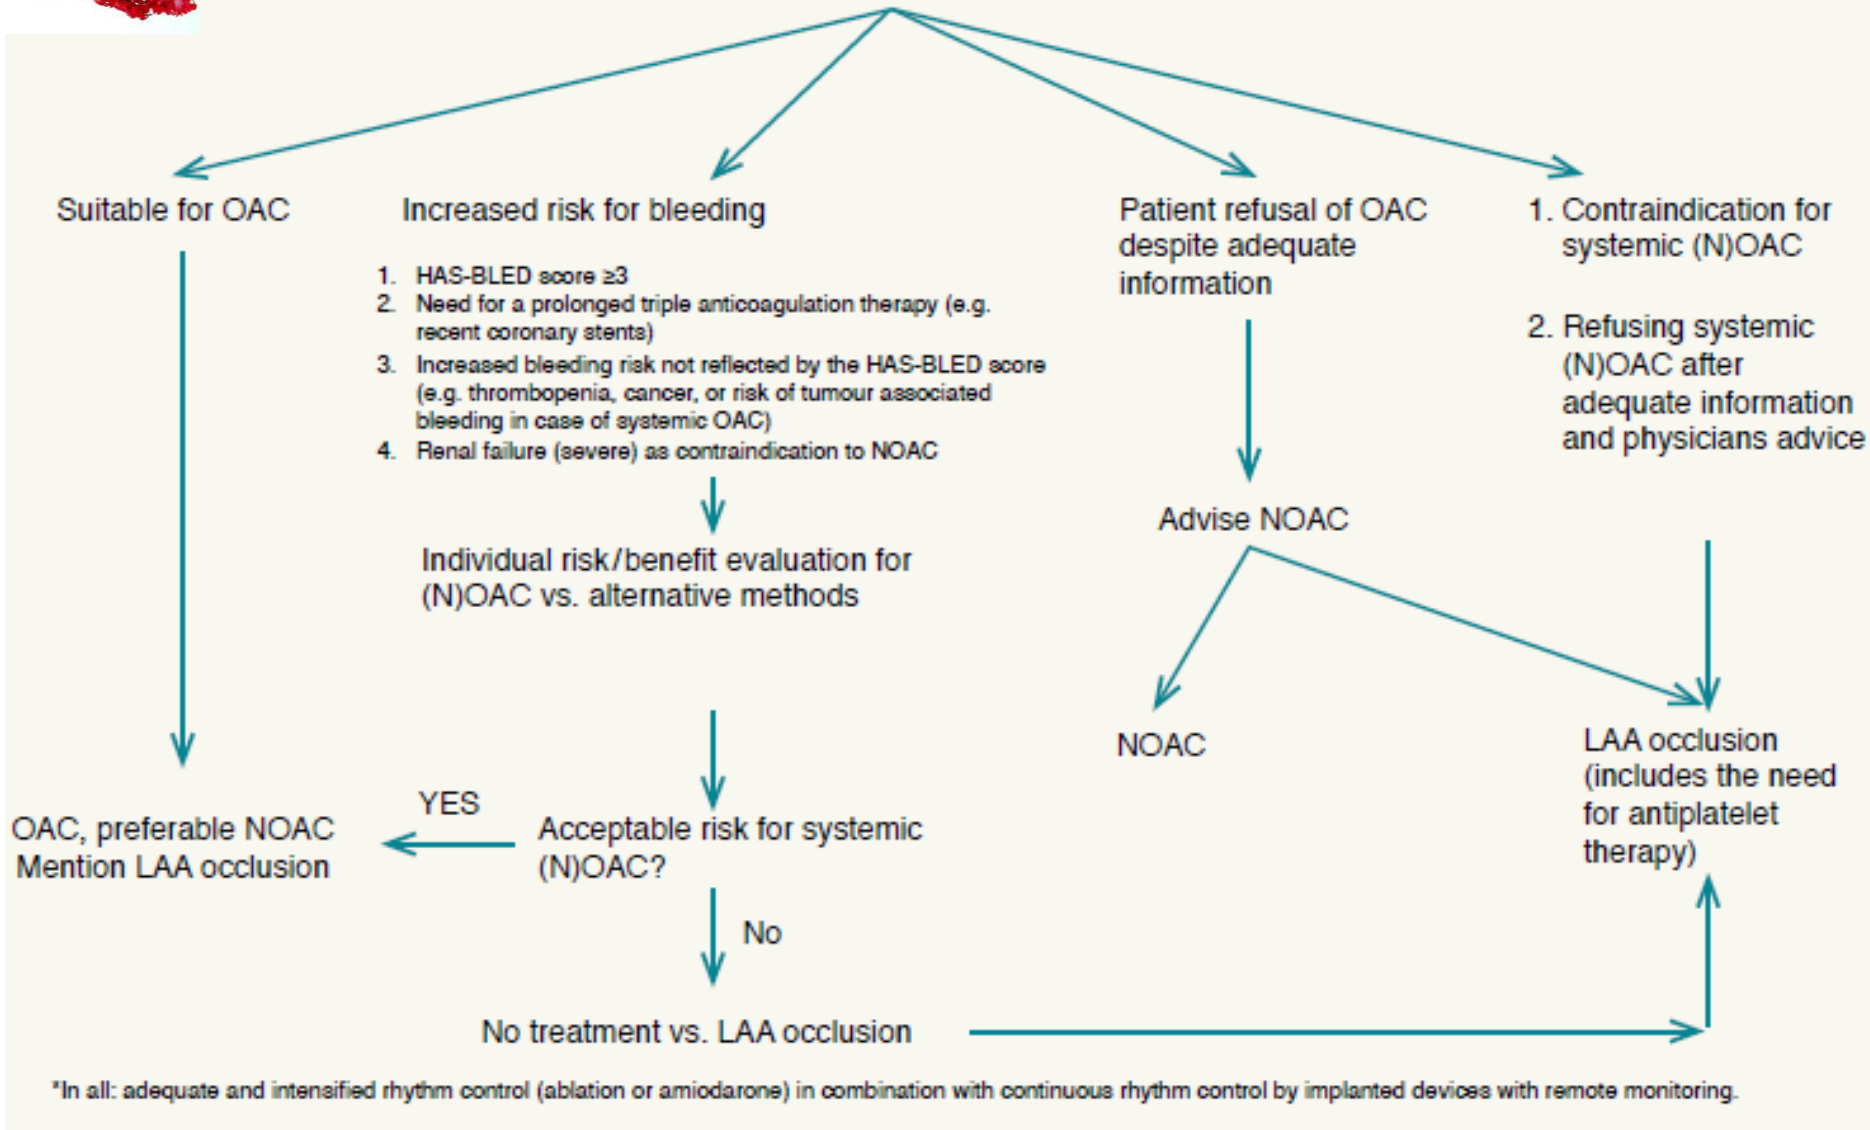 Suitable for OAC
Increased risk for bleeding
1. HAS-BLED score ≥3
2. Need for a prolonged triple anticoagulation therapy (e.g.
recent coronary stents)
3. Increased bleeding risk not reflected by the HAS-BLED score
(e.g. thrombopenia, cancer, or risk of tumour associated
bleeding in case of systemic OAC)
4. Renal failure (severe) as contraindication to NOAC
Individual risk/benefit evaluation for
(N)OAC vs. alternative methods
Patient refusal of OAC
despite adequate
information
Advise NOAC
1. Contraindication for
systemic (N)OAC
2. Refusing systemic
(N)OAC after
adequate information
and physicians advice
NOAC
LAA occlusion
(includes the need
for antiplatelet
therapy)
YES
OAC, preferable NOAC
Mention LAA occlusion
Acceptable risk for systemic
(N)OAC?
No
No treatment vs. LAA occlusion
*In all: adequate and intensified rhythm control (ablation or amiodarone) in combination with continuous rhythm control by implanted devices with remote monitoring.